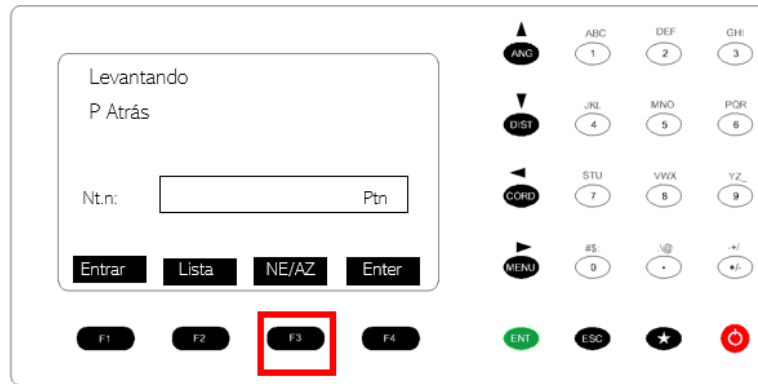 Levantando
P Atrás
Nt.n: Ptn
Entrar Lista NE/AZ Enter
F1 F2 F3 F4
ANG ABC 1 DEF 2 GHI 3
DIST JKL 4 MNO 5 PQR 6
CORD STU 7 VWX 8 YZ_ 9
MENU #$: 0 .\@ . -+/ +/-
ENT ESC